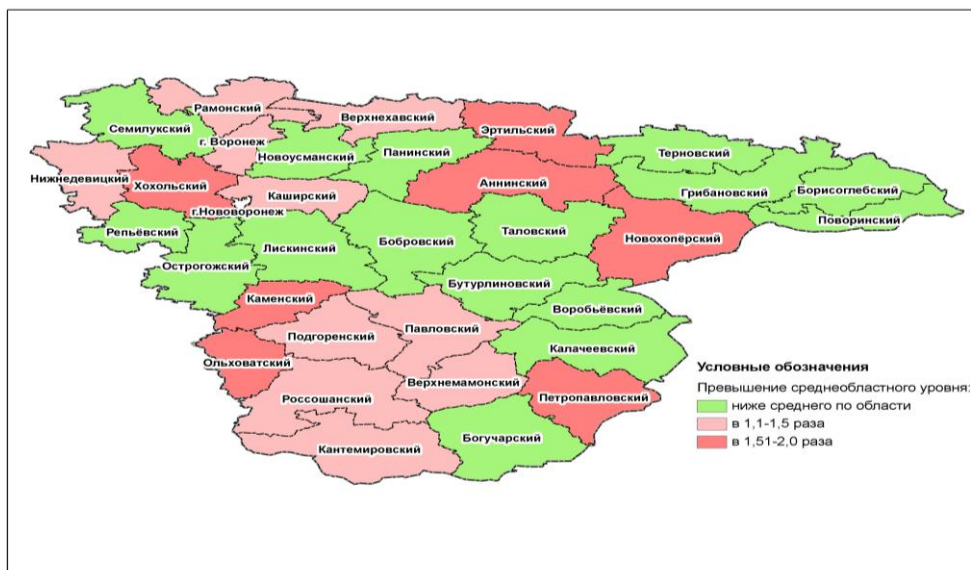 Рамонский
Верхнехавский
Семилукский
Эртильский
г. Воронеж
Новоусманский
Панинский
Терновский
Нижнедевицкий
Хохольский
Аннинский
Грибановский
Борисоглебский
Каширский
г.Нововоронеж
Поворинский
Репьёвский
Лискинский
Бобровский
Таловский
Новохопёрский
Острогожский
Бутурлиновский
Каменский
Воробьёвский
Подгоренский
Павловский
Калачеевский
Ольховатский
Верхнемамонский
Петропавловский
Россошанский
Богучарский
Кантемировский
Условные обозначения
Превышение среднеобластного уровня:
ниже среднего по области
в 1,1-1,5 раза
в 1,51-2,0 раза